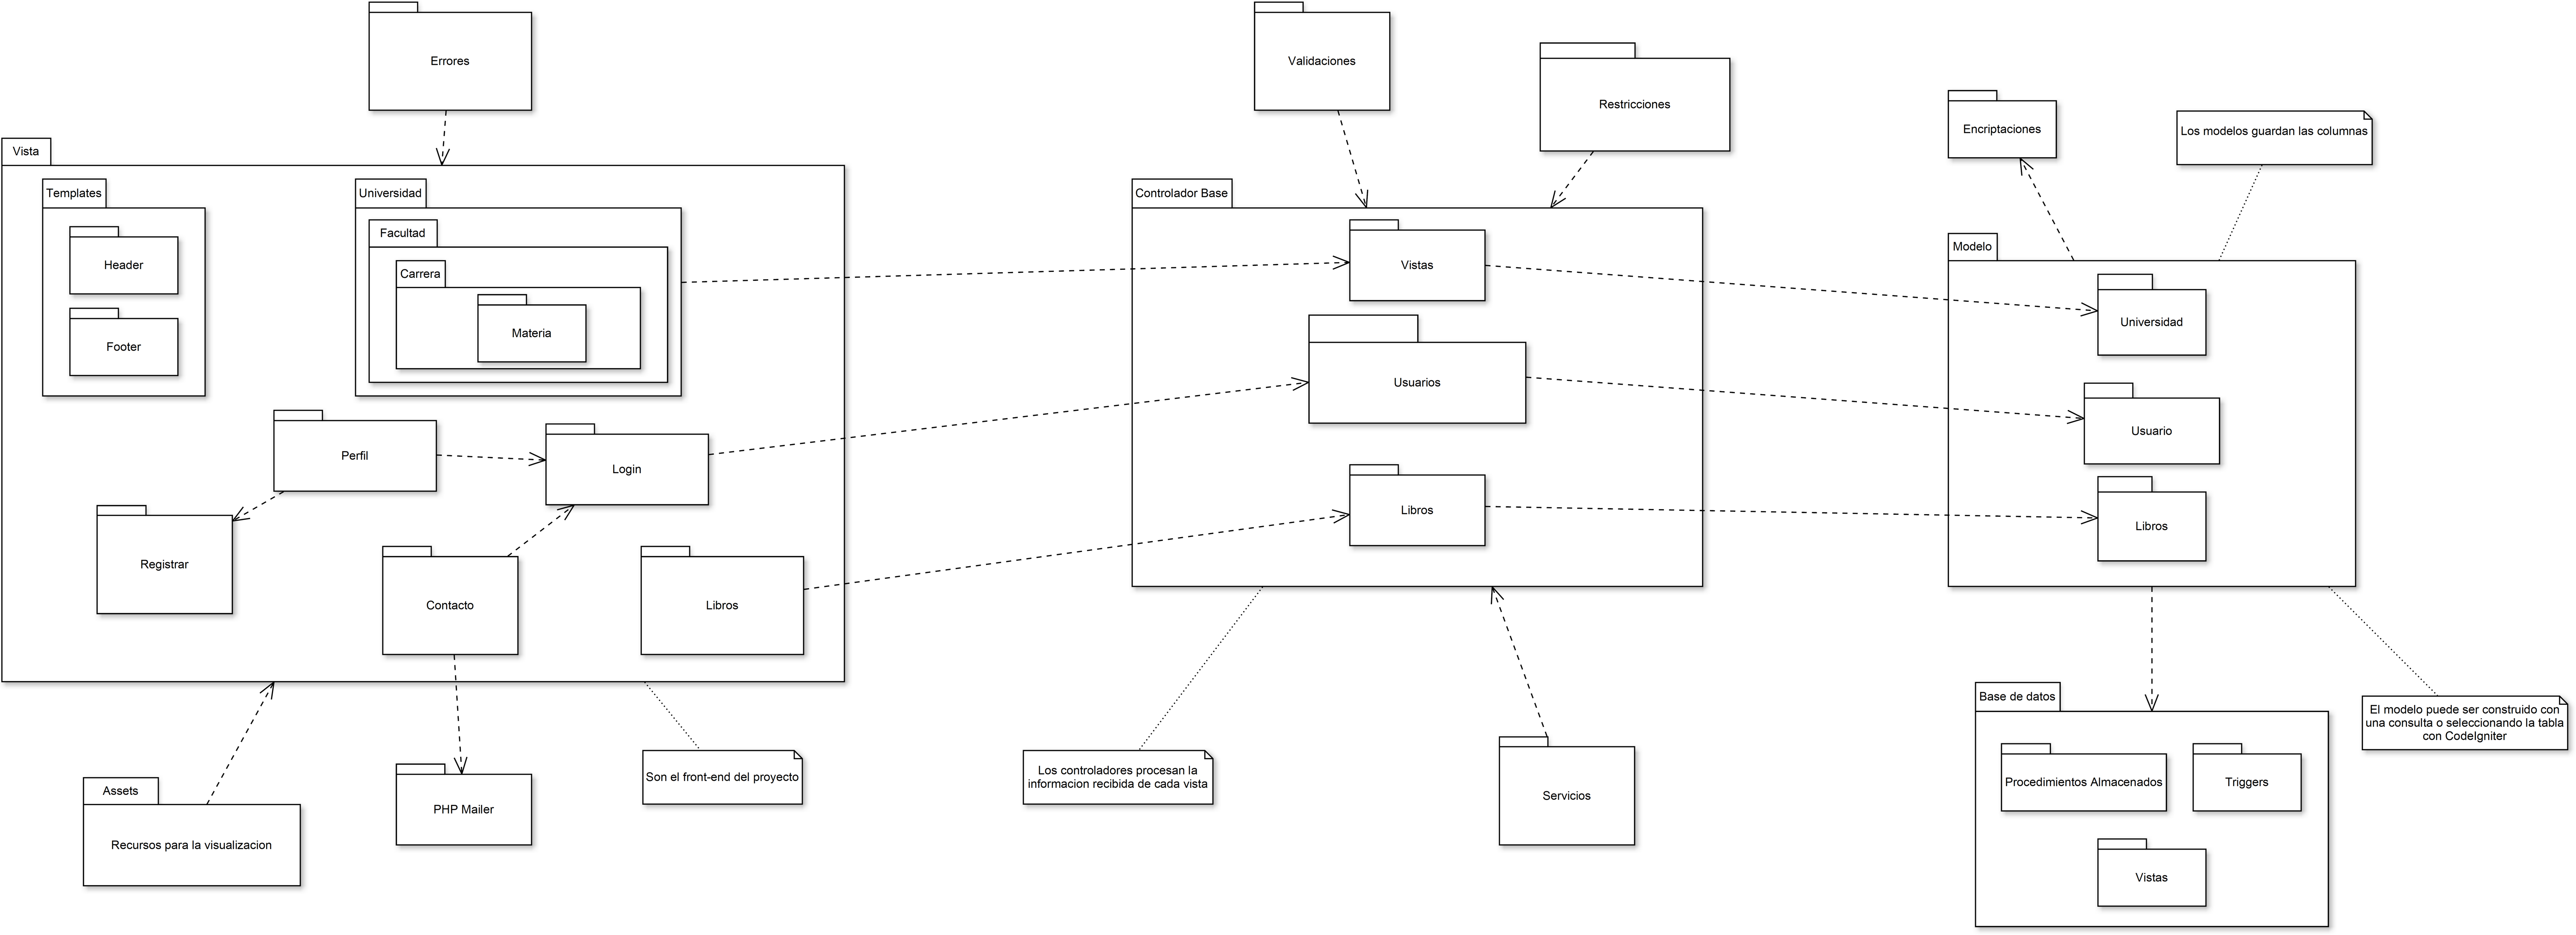 Errores
Vista
Templates
Header
Footer
Universidad
Facultad
Carrera
Materia
Perfil
Login
Registrar
Contacto
Libros
Assets
Recursos para la visualizacion
PHP Mailer
Son el front-end del proyecto
Validaciones
Restricciones
Controlador Base
Vistas
Usuarios
Libros
Los controladores procesan la
informacion recibida de cada vista
Servicios
Encriptaciones
Los modelos guardan las columnas
Modelo
Universidad
Usuario
Libros
El modelo puede ser construido con
una consulta o seleccionando la tabla
con CodeIgniter
Base de datos
Procedimientos Almacenados
Triggers
Vistas